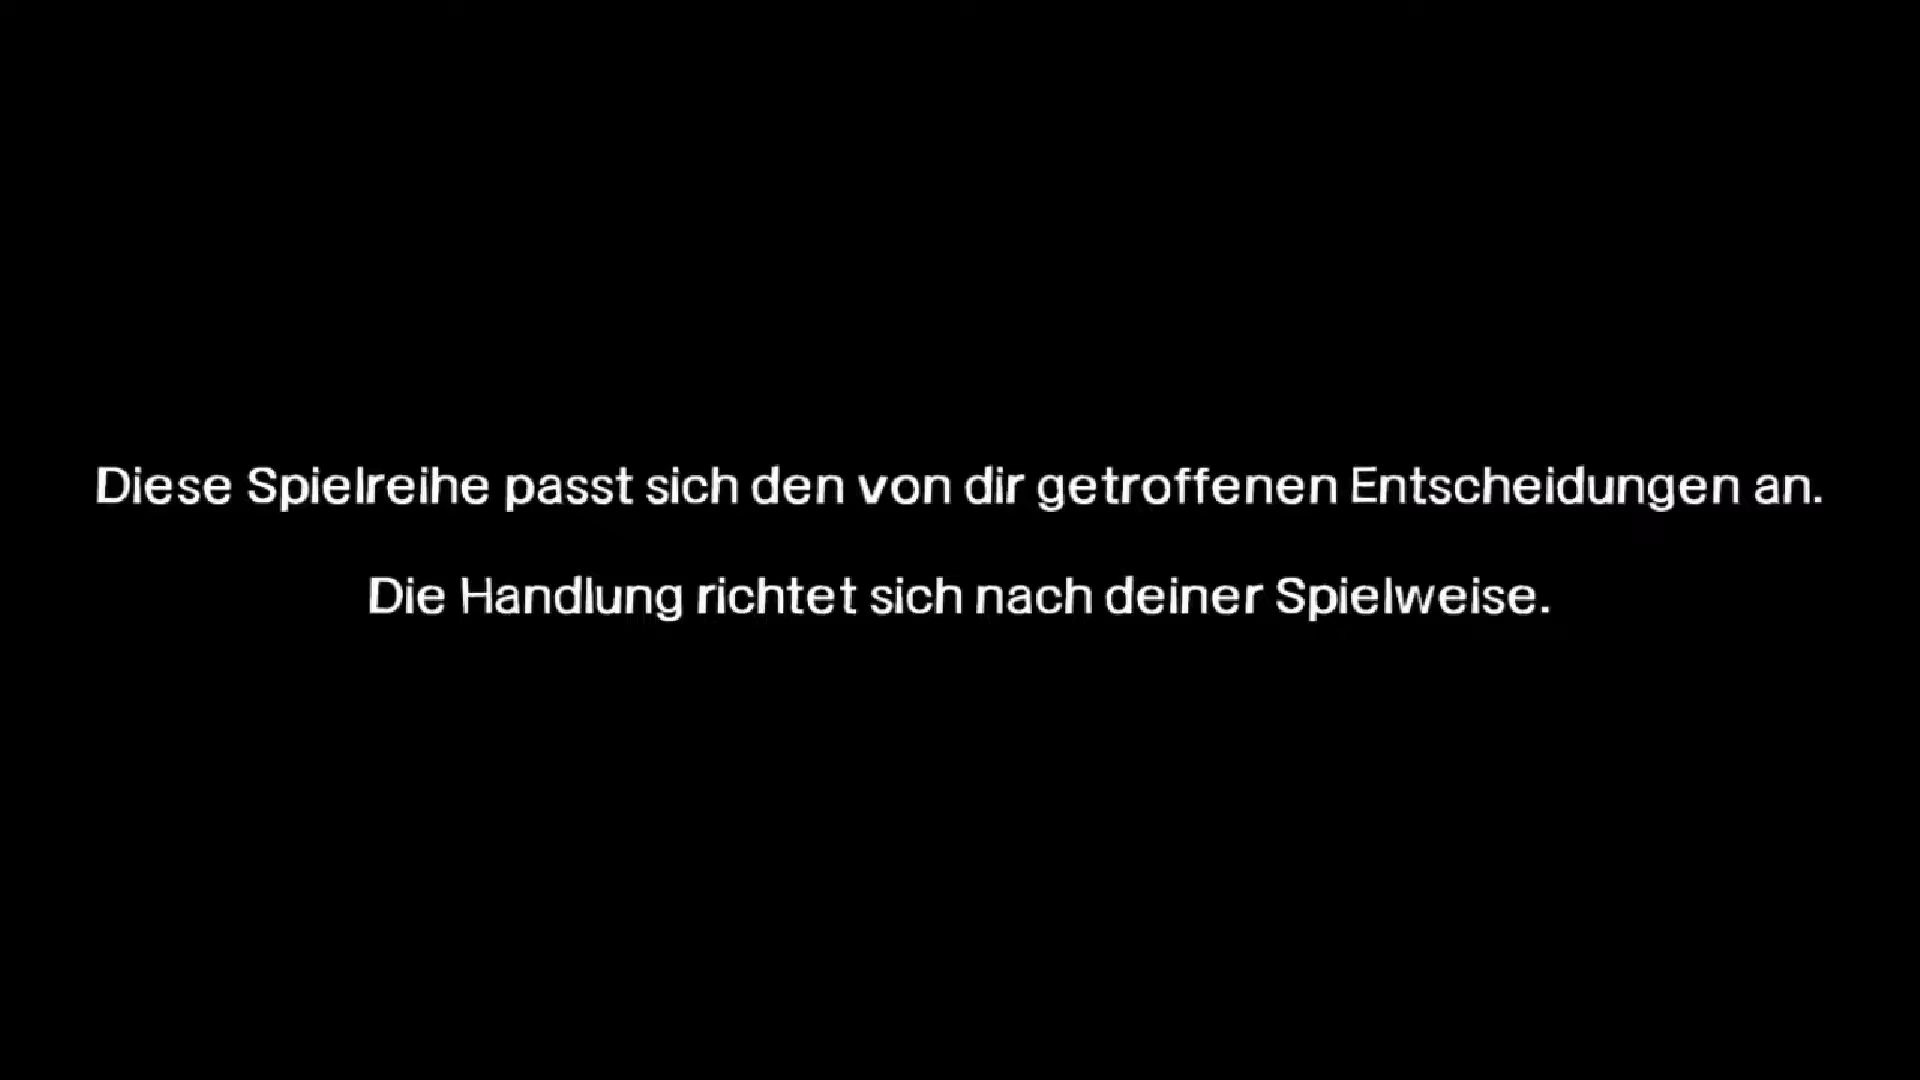 Diese Spielreihe passt sich den von dir getroffenen Entscheidungen an.
Die Handlung richtet sich nach deiner Spielweise.